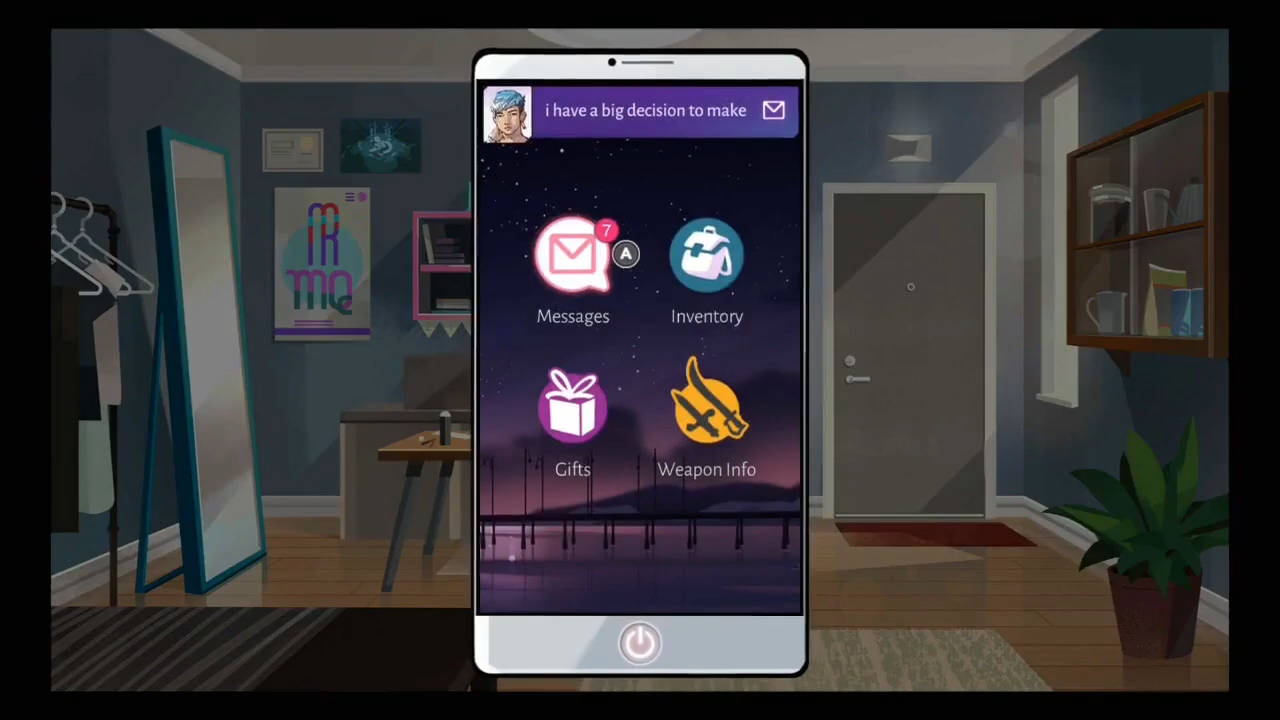 i have a big decision to make
7
A
Messages
Inventory
Gifts
Weapon Info